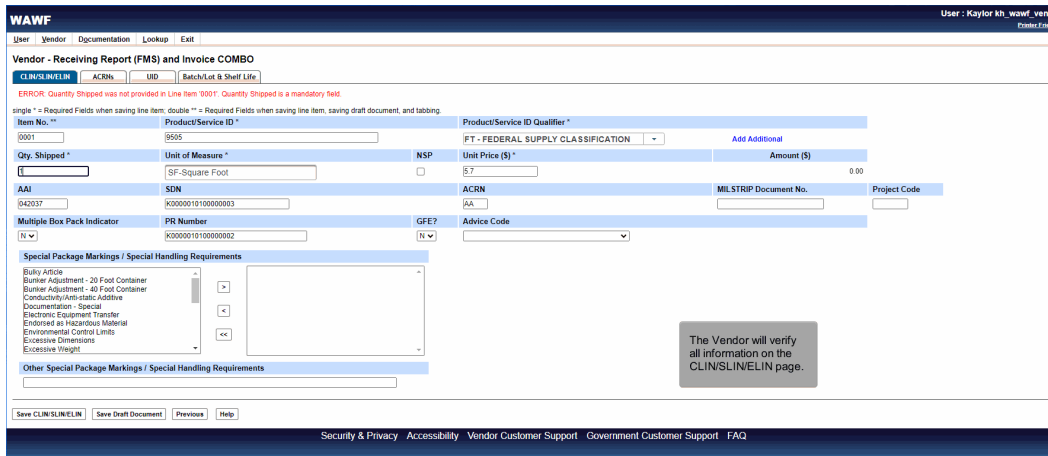 WAWF
User : Kaylor kh_wawf_ven
Printer Frie
User Vendor Documentation Lookup Exit
Vendor - Receiving Report (FMS) and Invoice COMBO
CLIN/SLIN/ELIN ACRNs UID Batch/Lot & Shelf Life
ERROR: Quantity Shipped was not provided in Line Item '0001'. Quantity Shipped is a mandatory field.
single * = Required Fields when saving line item; double ** = Required Fields when saving line item, saving draft document, and tabbing.
Item No. ** Product/Service ID * Product/Service ID Qualifier *
0001 9505 FT - FEDERAL SUPPLY CLASSIFICATION Add Additional
Qty. Shipped * Unit of Measure * NSP Unit Price ($) * Amount ($)
1 SF-Square Foot 5.7 0.00
AAI SDN ACRN MILSTRIP Document No. Project Code
042037 K0000010100000003 AA
Multiple Box Pack Indicator PR Number GFE? Advice Code
N K0000010100000002 N
Special Package Markings / Special Handling Requirements
Bulky Article
Bunker Adjustment - 20 Foot Container
Bunker Adjustment - 40 Foot Container
Conductivity/Anti-static Additive
Documentation - Special
Electronic Equipment Transfer
Endorsed as Hazardous Material
Environmental Control Limits
Excessive Dimensions
Excessive Weight
>
<
<<
The Vendor will verify
all information on the
CLIN/SLIN/ELIN page.
Other Special Package Markings / Special Handling Requirements
Save CLIN/SLIN/ELIN Save Draft Document Previous Help
Security & Privacy Accessibility Vendor Customer Support Government Customer Support FAQ